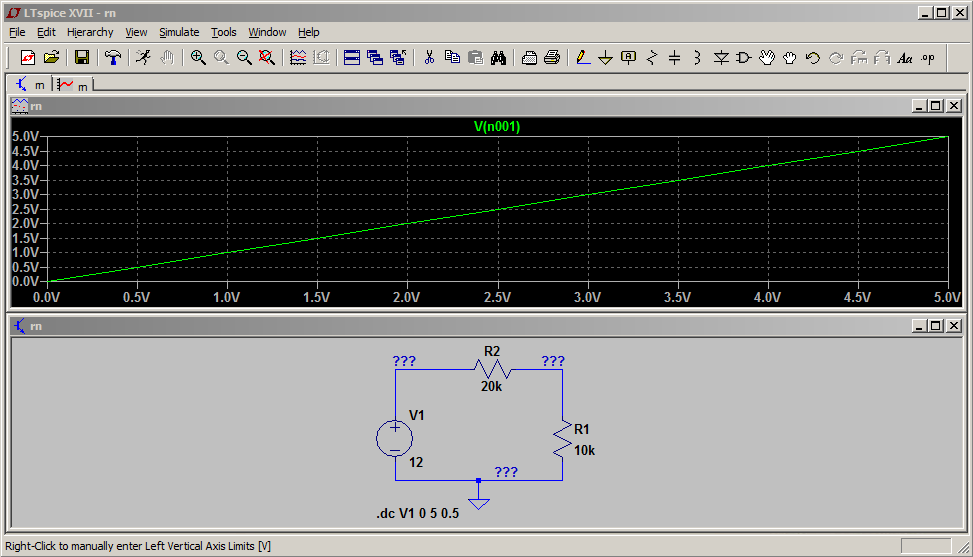 LTspice XVII - rn
File Edit Hierarchy View Simulate Tools Window Help
A Aa .op
m m
rn
V(n001)
5.0V
4.5V
4.0V
3.5V
3.0V
2.5V
2.0V
1.5V
1.0V
0.5V
0.0V
0.0V 0.5V 1.0V 1.5V 2.0V 2.5V 3.0V 3.5V 4.0V 4.5V 5.0V
rn
R2
??? ???
20k
V1
R1
10k
12
???
.dc V1 0 5 0.5
Right-Click to manually enter Left Vertical Axis Limits [V]